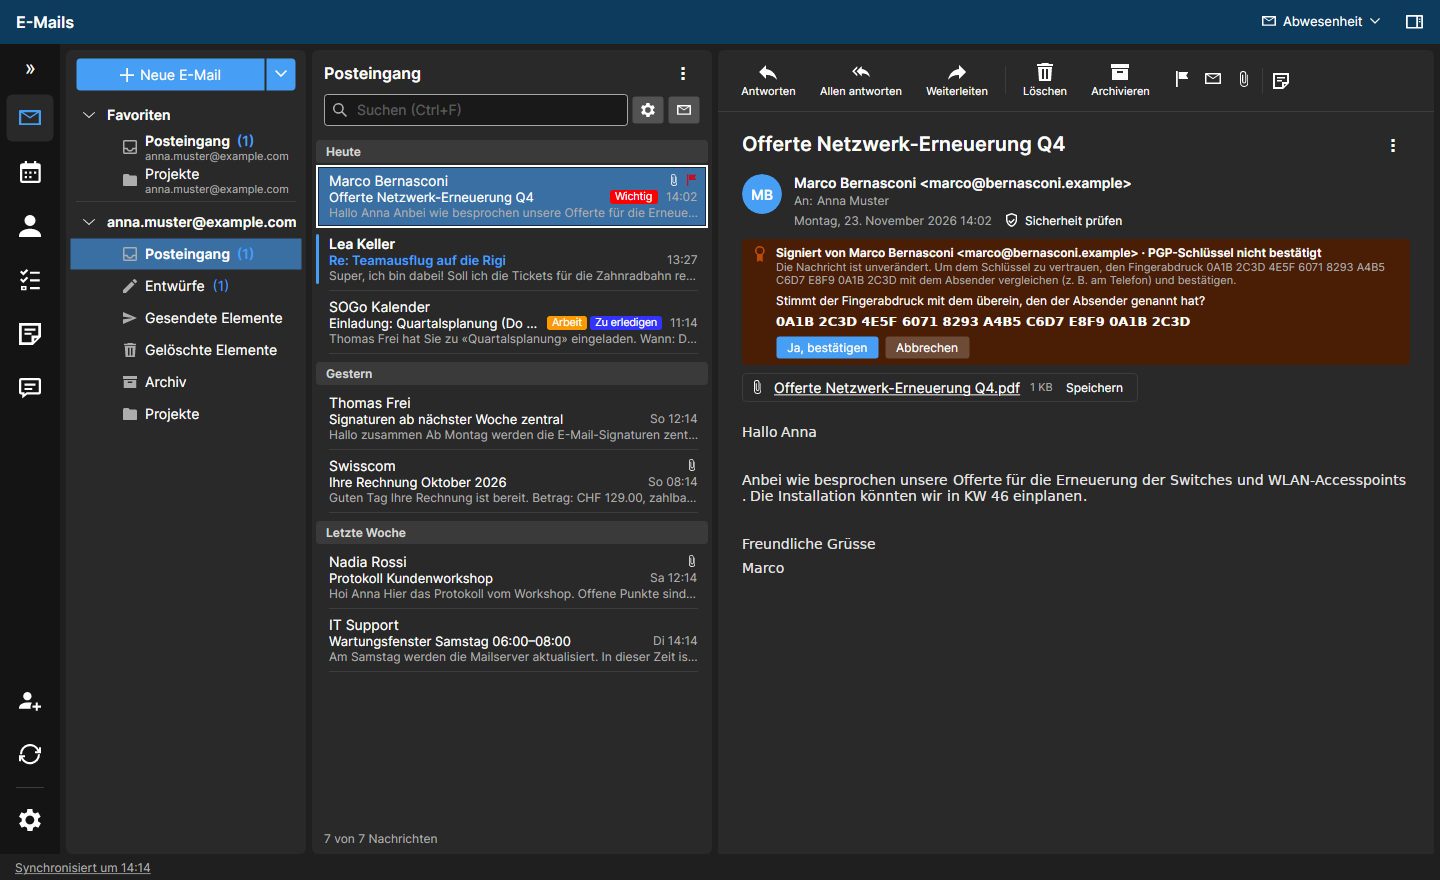 E-Mails
Abwesenheit
Neue E-Mail
Favoriten
Posteingang (1)
anna.muster@example.com
Projekte
anna.muster@example.com
anna.muster@example.com
Posteingang (1)
Entwürfe (1)
Gesendete Elemente
Gelöschte Elemente
Archiv
Projekte
Posteingang
Suchen (Ctrl+F)
Heute
Marco Bernasconi
Offerte Netzwerk-Erneuerung Q4 Wichtig 14:02
Hallo Anna Anbei wie besprochen unsere Offerte für die Erneue...
Lea Keller
Re: Teamausflug auf die Rigi 13:27
Super, ich bin dabei! Soll ich die Tickets für die Zahnradbahn re...
SOGo Kalender
Einladung: Quartalsplanung (Do ... Arbeit Zu erledigen 11:14
Thomas Frei hat Sie zu «Quartalsplanung» eingeladen. Wann: D...
Gestern
Thomas Frei
Signaturen ab nächster Woche zentral So 12:14
Hallo zusammen Ab Montag werden die E-Mail-Signaturen zent...
Swisscom
Ihre Rechnung Oktober 2026 So 08:14
Guten Tag Ihre Rechnung ist bereit. Betrag: CHF 129.00, zahlba...
Letzte Woche
Nadia Rossi
Protokoll Kundenworkshop Sa 12:14
Hoi Anna Hier das Protokoll vom Workshop. Offene Punkte sind...
IT Support
Wartungsfenster Samstag 06:00–08:00 Di 14:14
Am Samstag werden die Mailserver aktualisiert. In dieser Zeit is...
7 von 7 Nachrichten
Antworten Allen antworten Weiterleiten Löschen Archivieren
Offerte Netzwerk-Erneuerung Q4
MB
Marco Bernasconi <marco@bernasconi.example>
An: Anna Muster
Montag, 23. November 2026 14:02 Sicherheit prüfen
Signiert von Marco Bernasconi <marco@bernasconi.example> · PGP-Schlüssel nicht bestätigt
Die Nachricht ist unverändert. Um dem Schlüssel zu vertrauen, den Fingerabdruck 0A1B 2C3D 4E5F 6071 8293 A4B5
C6D7 E8F9 0A1B 2C3D mit dem Absender vergleichen (z. B. am Telefon) und bestätigen.
Stimmt der Fingerabdruck mit dem überein, den der Absender genannt hat?
0A1B 2C3D 4E5F 6071 8293 A4B5 C6D7 E8F9 0A1B 2C3D
Ja, bestätigen Abbrechen
Offerte Netzwerk-Erneuerung Q4.pdf 1 KB Speichern
Hallo Anna
Anbei wie besprochen unsere Offerte für die Erneuerung der Switches und WLAN-Accesspoints
. Die Installation könnten wir in KW 46 einplanen.
Freundliche Grüsse
Marco
Synchronisiert um 14:14